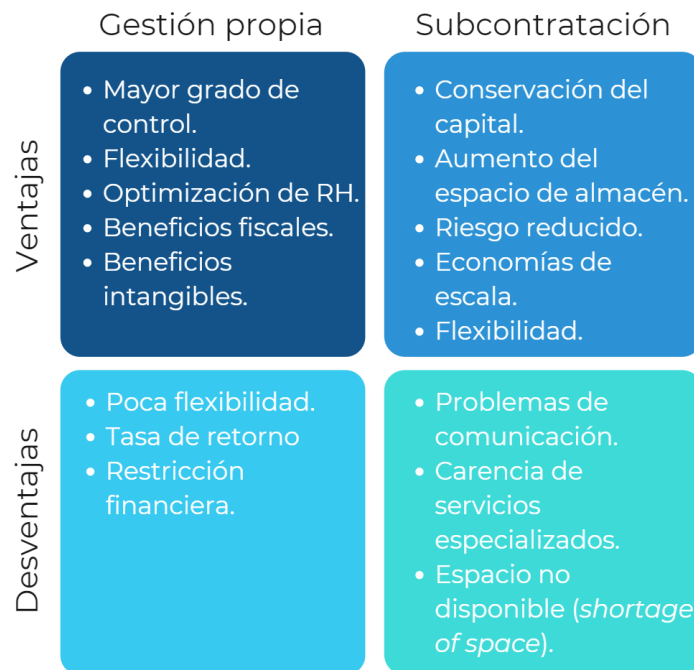 Gestión propia
Subcontratación
Ventajas
• Mayor grado de
control.
• Flexibilidad.
• Optimización de RH.
• Beneficios fiscales.
• Beneficios
intangibles.
• Conservación del
capital.
• Aumento del
espacio de almacén.
• Riesgo reducido.
• Economías de
escala.
• Flexibilidad.
Desventajas
• Poca flexibilidad.
• Tasa de retorno
• Restricción
financiera.
• Problemas de
comunicación.
• Carencia de
servicios
especializados.
• Espacio no
disponible (shortage
of space).